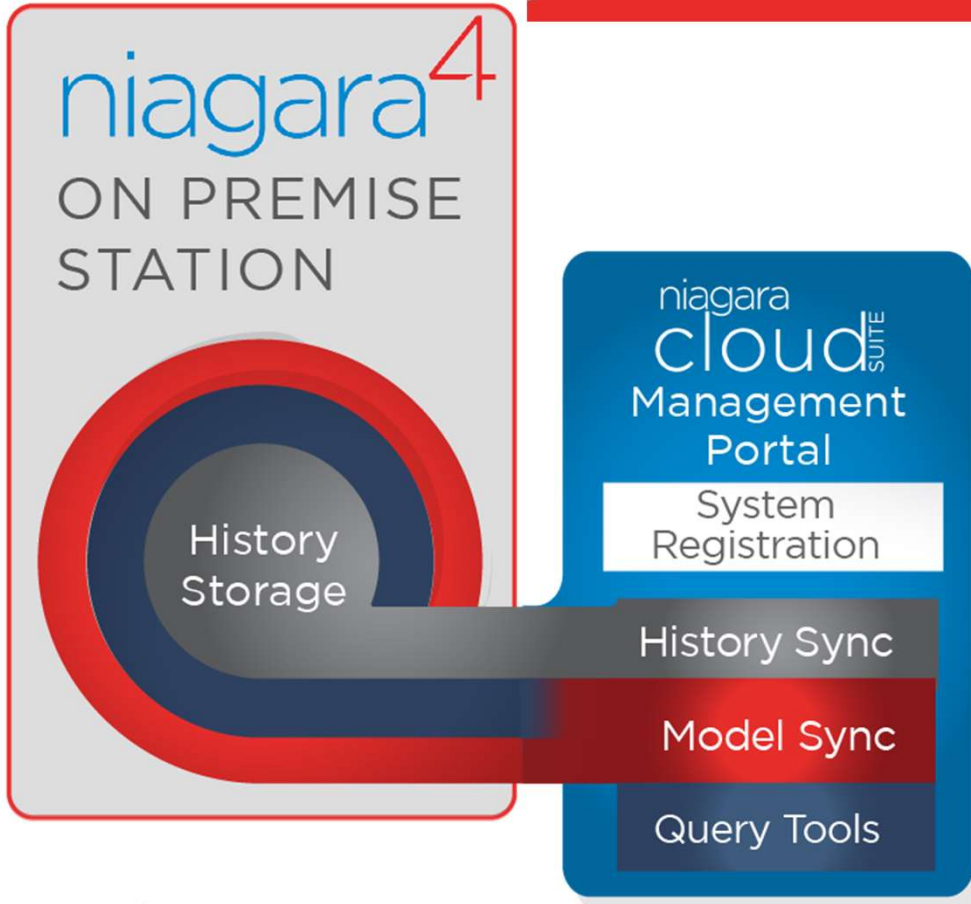 niagara4
ON PREMISE
STATION
History
Storage
niagara
cloud SUITE
Management
Portal
System
Registration
History Sync
Model Sync
Query Tools